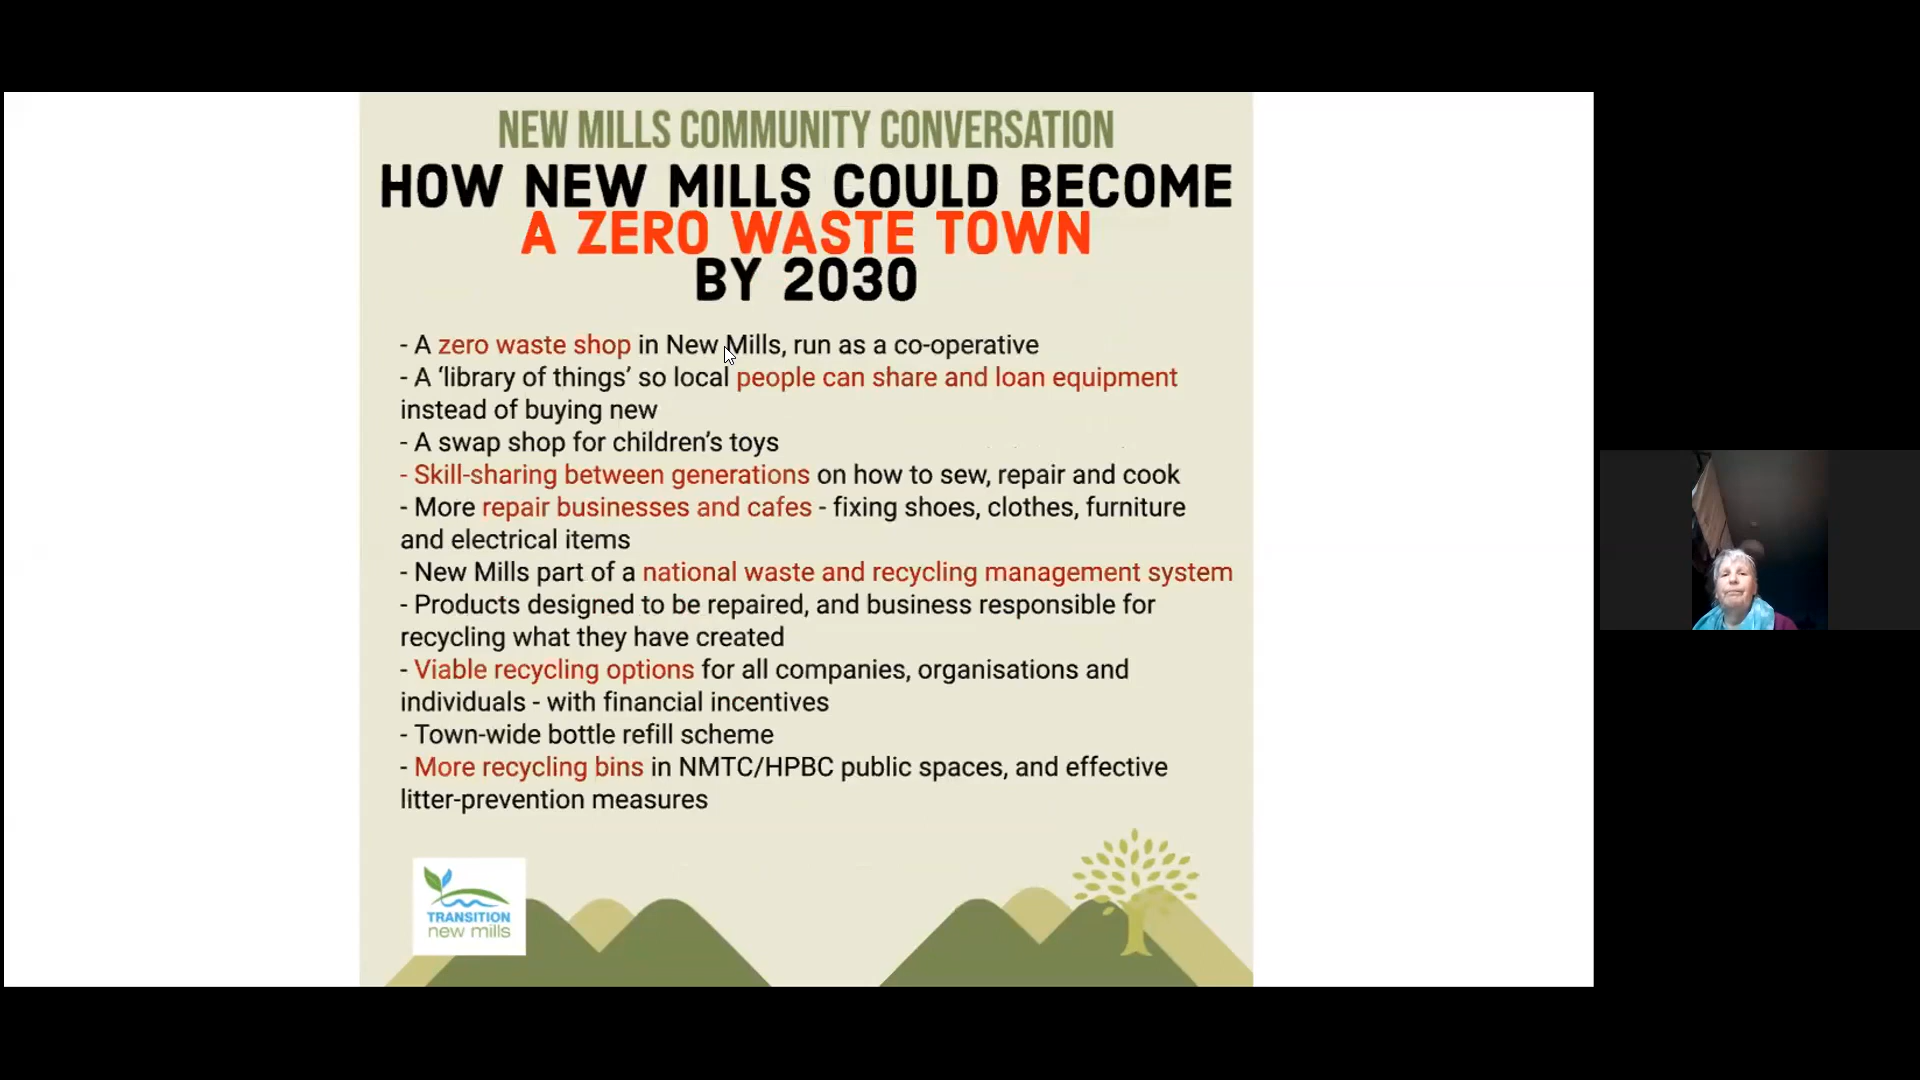 NEW MILLS COMMUNITY CONVERSATION
HOW NEW MILLS COULD BECOME
A ZERO WASTE TOWN
BY 2030
- A zero waste shop in New Mills, run as a co-operative
- A ‘library of things’ so local people can share and loan equipment
instead of buying new
- A swap shop for children’s toys
- Skill-sharing between generations on how to sew, repair and cook
- More repair businesses and cafes - fixing shoes, clothes, furniture
and electrical items
- New Mills part of a national waste and recycling management system
- Products designed to be repaired, and business responsible for
recycling what they have created
- Viable recycling options for all companies, organisations and
individuals - with financial incentives
- Town-wide bottle refill scheme
- More recycling bins in NMTC/HPBC public spaces, and effective
litter-prevention measures
TRANSITION
new mills